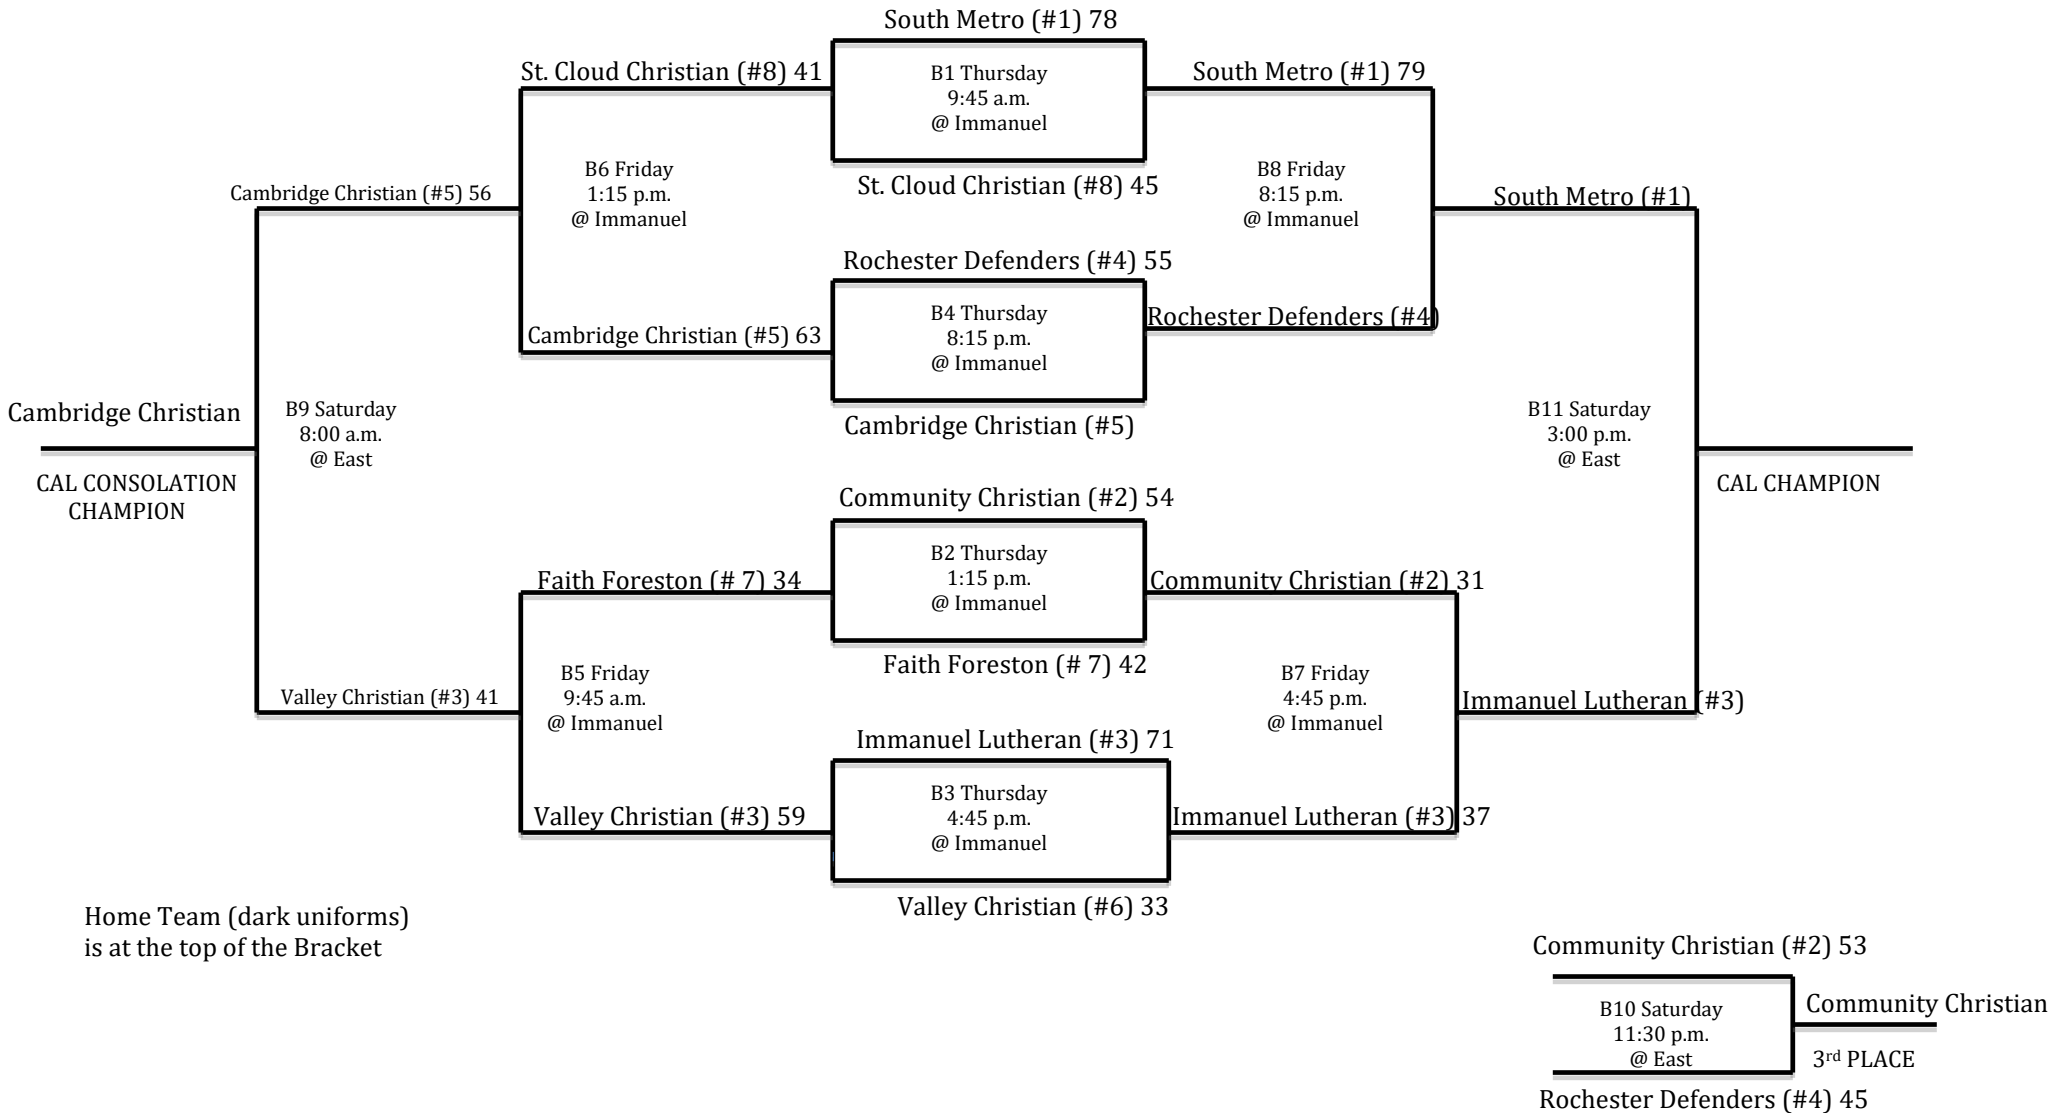 South Metro (#1) 78
St. Cloud Christian (#8) 41
B1 Thursday
9:45 a.m.
@ Immanuel
South Metro (#1) 79
St. Cloud Christian (#8) 45
B6 Friday
1:15 p.m.
@ Immanuel
B8 Friday
8:15 p.m.
@ Immanuel
Cambridge Christian (#5) 56
South Metro (#1)
Rochester Defenders (#4) 55
B4 Thursday
8:15 p.m.
@ Immanuel
Rochester Defenders (#4)
Cambridge Christian (#5) 63
Cambridge Christian (#5)
Cambridge Christian
B9 Saturday
8:00 a.m.
@ East
B11 Saturday
3:00 p.m.
@ East
CAL CONSOLATION
CHAMPION
CAL CHAMPION
Community Christian (#2) 54
B2 Thursday
1:15 p.m.
@ Immanuel
Faith Foreston (# 7) 34
Community Christian (#2) 31
Faith Foreston (# 7) 42
B5 Friday
9:45 a.m.
@ Immanuel
B7 Friday
4:45 p.m.
@ Immanuel
Valley Christian (#3) 41
Immanuel Lutheran (#3)
Immanuel Lutheran (#3) 71
B3 Thursday
4:45 p.m.
@ Immanuel
Valley Christian (#3) 59
Immanuel Lutheran (#3) 37
Valley Christian (#6) 33
Home Team (dark uniforms)
is at the top of the Bracket
Community Christian (#2) 53
B10 Saturday
11:30 p.m.
@ East
Community Christian
3rd PLACE
Rochester Defenders (#4) 45